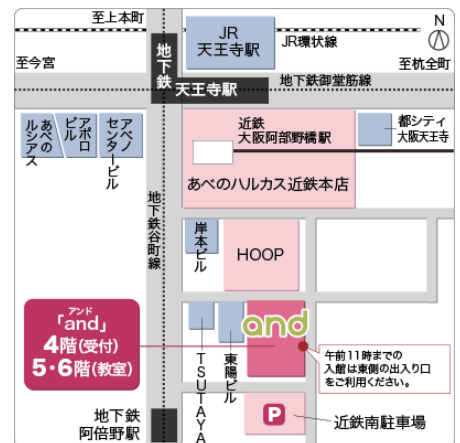 至上本町
JR
天王寺駅
JR環状線
N
至今宮
地下鉄
天王寺駅
至杭全町
地下鉄御堂筋線
あべの
ルシアス
アポロ
ビル
アベノ
センタービル
近鉄
大阪阿部野橋駅
都シティ
大阪天王寺
あべのハルカス近鉄本店
地下鉄谷町線
岸本ビル
HOOP
アンド
「and」
4階(受付)
5・6階(教室)
TSUTAYA
東陽ビル
and
午前11時までの
入館は東側の出入り口
をご利用ください。
地下鉄
阿倍野駅
P
近鉄南駐車場